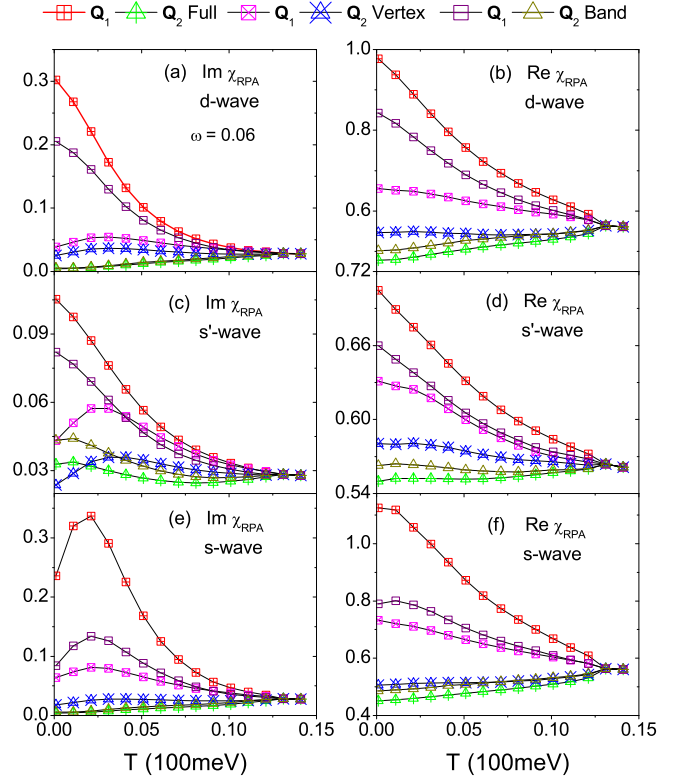 Q₁ Q₂ Full Q₁ Q₂ Vertex Q₁ Q₂ Band
(a) Im χRPA
d-wave
ω = 0.06
0.3
0.2
0.1
0.0
(b) Re χRPA
d-wave
1.0
0.8
0.6
0.72
(c) Im χRPA
s'-wave
0.09
0.06
0.03
(d) Re χRPA
s'-wave
0.66
0.60
0.54
(e) Im χRPA
s-wave
0.3
0.2
0.1
0.0
0.00 0.05 0.10 0.15
T (100meV)
(f) Re χRPA
s-wave
1.0
0.8
0.6
0.4
0.00 0.05 0.10 0.15
T (100meV)